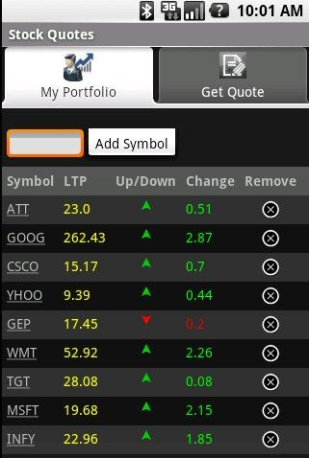 3G 10:01 AM
Stock Quotes
My Portfolio Get Quote
Add Symbol
Symbol LTP Up/Down Change Remove
ATT 23.0 0.51
GOOG 262.43 2.87
CSCO 15.17 0.7
YHOO 9.39 0.44
GEP 17.45 0.2
WMT 52.92 2.26
TGT 28.08 0.08
MSFT 19.68 2.15
INFY 22.96 1.85